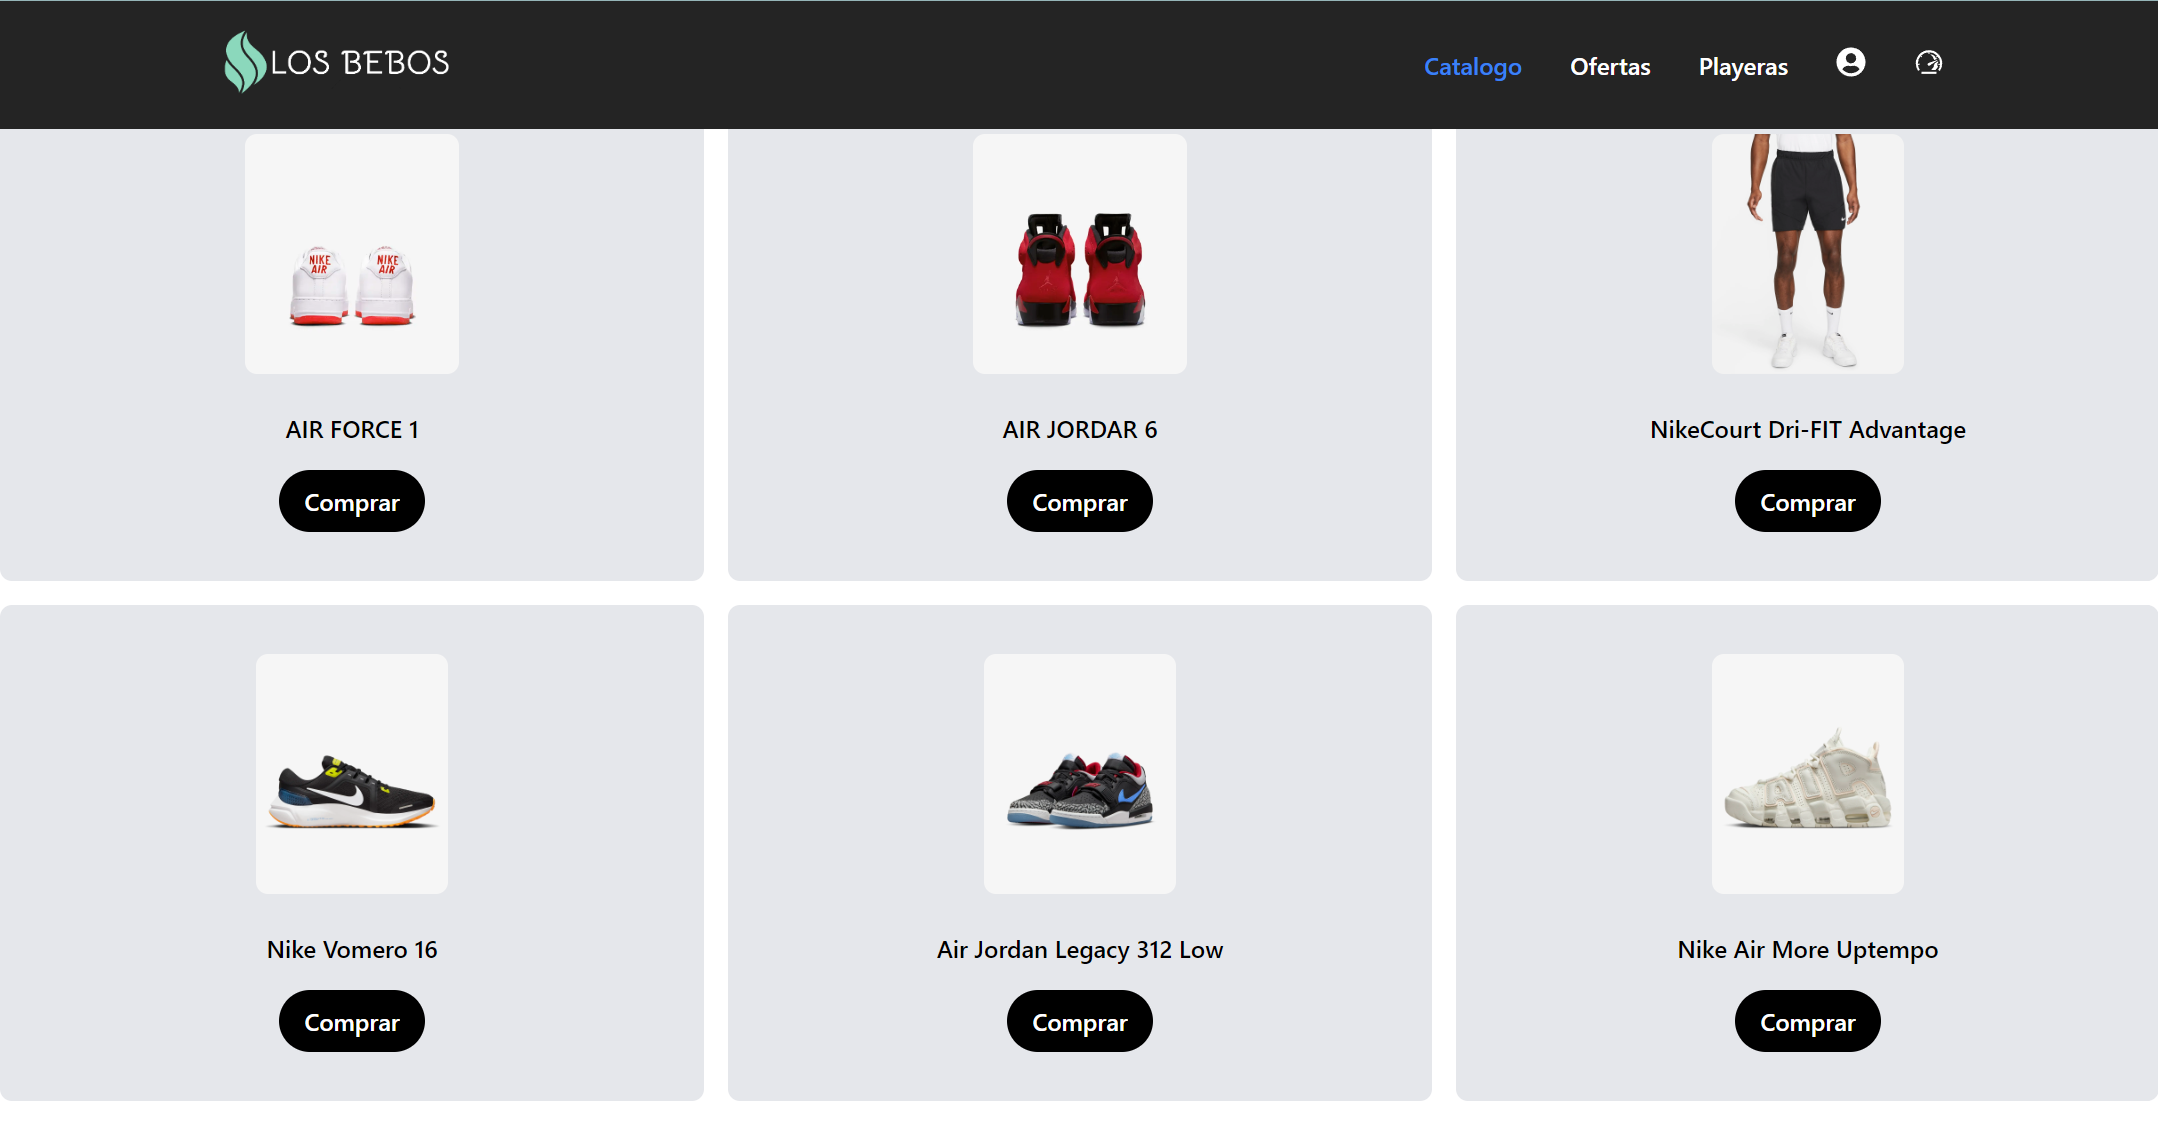 LOS BEBOS
Catalogo Ofertas Playeras
NIKE AIR NIKE AIR
AIR FORCE 1
Comprar
AIR JORDAR 6
Comprar
NikeCourt Dri-FIT Advantage
Comprar
Nike Vomero 16
Comprar
Air Jordan Legacy 312 Low
Comprar
Nike Air More Uptempo
Comprar